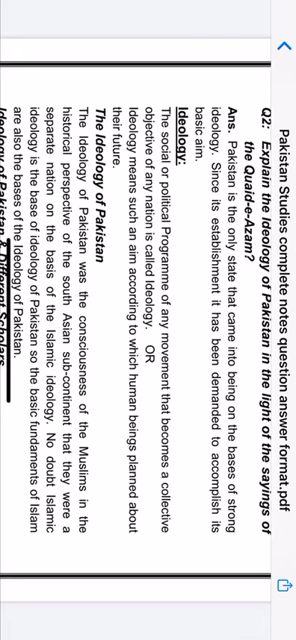 Pakistan Studies complete notes question answer format.pdf
Q2: Explain the Ideology of Pakistan in the light of the sayings of
the Quaid-e-Azam?
Ans. Pakistan is the only state that came into being on the bases of strong
ideology. Since its establishment it has been demanded to accomplish its
basic aim.
Ideology:
The social or political Programme of any movement that becomes a collective
objective of any nation is called Ideology. OR
Ideology means such an aim according to which human beings planned about
their future.
The Ideology of Pakistan
The Ideology of Pakistan was the consciousness of the Muslims in the
historical perspective of the south Asian sub-continent that they were a
separate nation on the basis of the Islamic ideology. No doubt Islamic
ideology is the base of ideology of Pakistan so the basic fundaments of Islam
are also the bases of the Ideology of Pakistan.
Ideology of Pakistan & Different Scholars